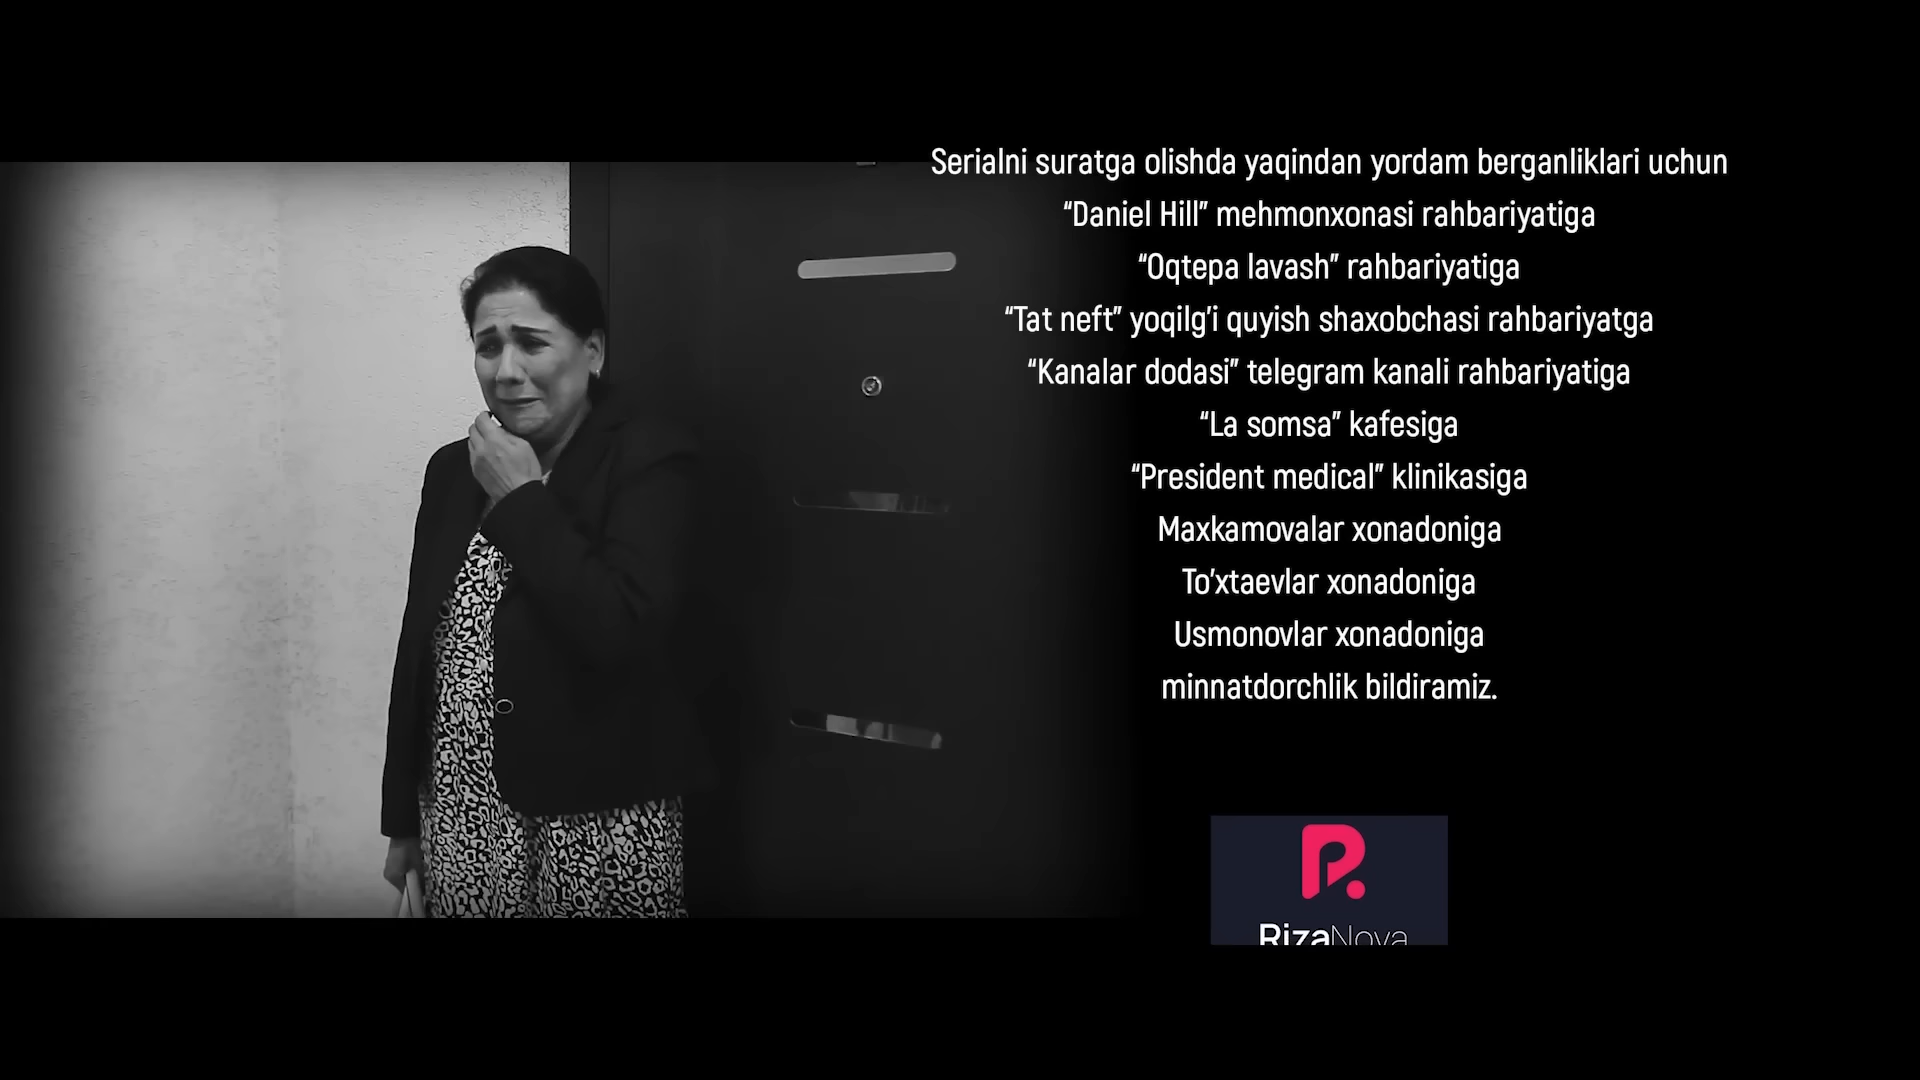 Serialni suratga olishda yaqindan yordam berganliklari uchun
“Daniel Hill” mehmonxonasi rahbariyatiga
“Oqtepa lavash” rahbariyatiga
“Tat neft” yoqilg’i quyish shaxobchasi rahbariyatga
“Kanalar dodasi” telegram kanali rahbariyatiga
“La somsa” kafesiga
“President medical” klinikasiga
Maxkamovalar xonadoniga
To’xtaevlar xonadoniga
Usmonovlar xonadoniga
minnatdorchlik bildiramiz.
RizaNova